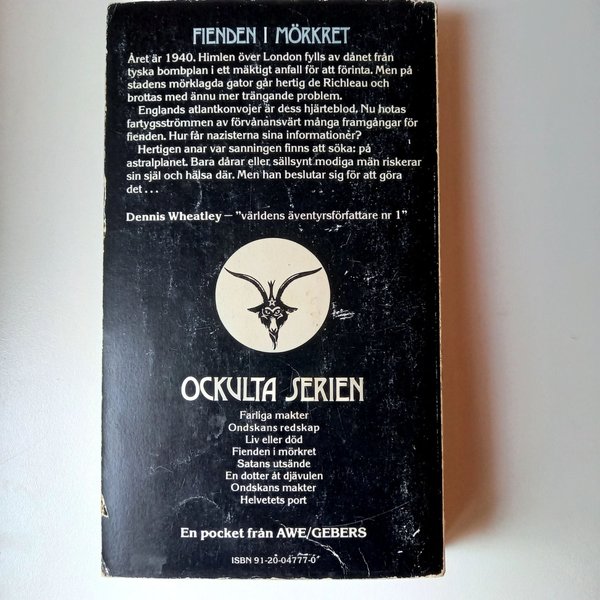 FIENDEN I MÖRKRET
Året är 1940. Himlen över London fylls av dånet från
tyska bombplan i ett mäktigt anfall för att förinta. Men på
stadens mörklagda gator går hertig de Richleau och
brottas med ännu mer trängande problem.
Englands atlantkonvojer är dess hjärteblod. Nu hotas
fartygsströmmen av förvånansvärt många framgångar för
fienden. Hur får nazisterna sina informationer?
Hertigen anar var sanningen finns att söka: på
astralplanet. Bara dårar eller sällsynt modiga män riskerar
sin själ och hälsa där. Men han beslutar sig för att göra
det . . .
Dennis Wheatley – "världens äventyrsförfattare nr 1"
OCKULTA SERIEN
Farliga makter
Ondskans redskap
Liv eller död
Fienden i mörkret
Satans utsände
En dotter åt djävulen
Ondskans makter
Helvetets port
En pocket från AWE/GEBERS
ISBN 91-20-04777-0